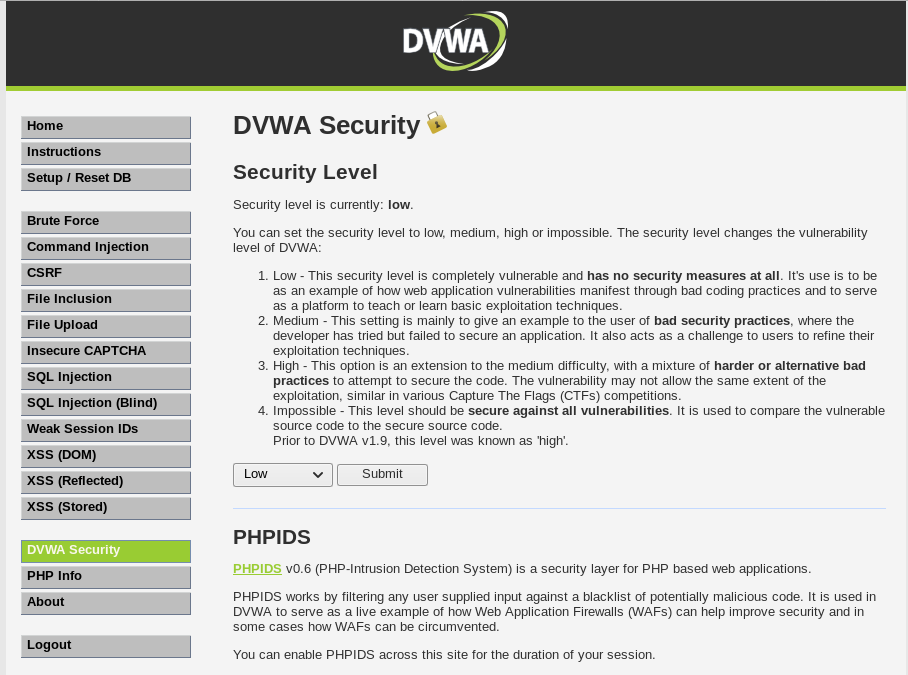 DVWA
Home
Instructions
Setup / Reset DB
Brute Force
Command Injection
CSRF
File Inclusion
File Upload
Insecure CAPTCHA
SQL Injection
SQL Injection (Blind)
Weak Session IDs
XSS (DOM)
XSS (Reflected)
XSS (Stored)
DVWA Security
PHP Info
About
Logout
DVWA Security
Security Level
Security level is currently: low.
You can set the security level to low, medium, high or impossible. The security level changes the vulnerability
level of DVWA:
1. Low - This security level is completely vulnerable and has no security measures at all. It's use is to be
as an example of how web application vulnerabilities manifest through bad coding practices and to serve
as a platform to teach or learn basic exploitation techniques.
2. Medium - This setting is mainly to give an example to the user of bad security practices, where the
developer has tried but failed to secure an application. It also acts as a challenge to users to refine their
exploitation techniques.
3. High - This option is an extension to the medium difficulty, with a mixture of harder or alternative bad
practices to attempt to secure the code. The vulnerability may not allow the same extent of the
exploitation, similar in various Capture The Flags (CTFs) competitions.
4. Impossible - This level should be secure against all vulnerabilities. It is used to compare the vulnerable
source code to the secure source code.
Prior to DVWA v1.9, this level was known as 'high'.
Low
Submit
PHPIDS
PHPIDS v0.6 (PHP-Intrusion Detection System) is a security layer for PHP based web applications.
PHPIDS works by filtering any user supplied input against a blacklist of potentially malicious code. It is used in
DVWA to serve as a live example of how Web Application Firewalls (WAFs) can help improve security and in
some cases how WAFs can be circumvented.
You can enable PHPIDS across this site for the duration of your session.